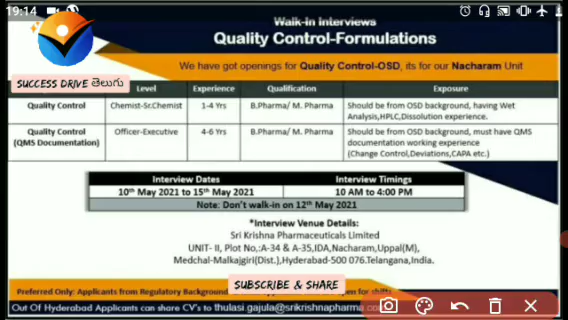 19:14
Walk-In Interviews
Quality Control-Formulations
We have got openings for Quality Control-OSD, its for our Nacharam Unit
SUCCESS DRIVE తెలుగు
Level Experience Qualification Exposure
Quality Control Chemist-Sr.Chemist 1-4 Yrs B.Pharma/ M. Pharma Should be from OSD background, having Wet
Analysis,HPLC,Dissolution experience.
Quality Control Officer-Executive 4-6 Yrs B.Pharma/ M. Pharma Should be from OSD background, must have QMS
(QMS Documentation) documentation working experience
(Change Control,Deviations,CAPA etc.)
Interview Dates Interview Timings
10th May 2021 to 15th May 2021 10 AM to 4:00 PM
Note: Don't walk-in on 12th May 2021
*Interview Venue Details:
Sri Krishna Pharmaceuticals Limited
UNIT- II, Plot No,:A-34 & A-35,IDA,Nacharam,Uppal(M),
Medchal-Malkajgiri(Dist.),Hyderabad-500 076.Telangana,India.
SUBSCRIBE & SHARE
Preferred Only: Applicants from Regulatory Background for shifts
Out Of Hyderabad Applicants can share CV's to thulasi.gajula@srikrishnapharma.co